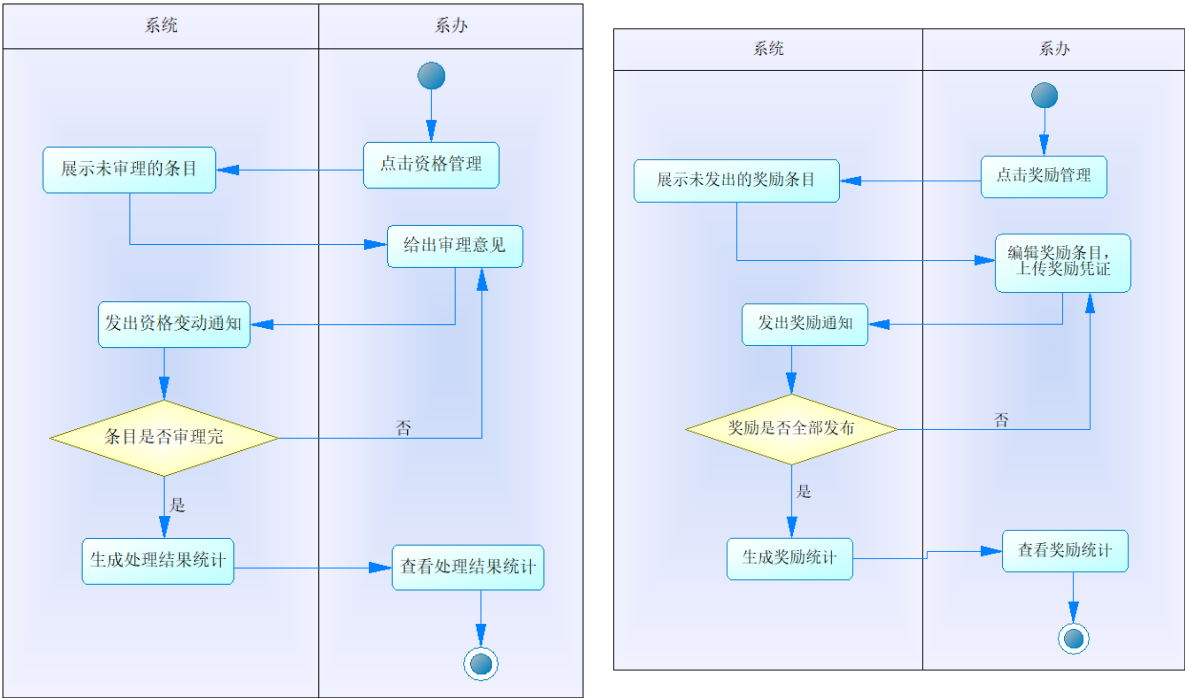 系统
系办
点击资格管理
展示未审理的条目
给出审理意见
发出资格变动通知
条目是否审理完
否
是
生成处理结果统计
查看处理结果统计
系统
系办
点击奖励管理
展示未发出的奖励条目
编辑奖励条目，
上传奖励凭证
发出奖励通知
奖励是否全部发布
否
是
生成奖励统计
查看奖励统计